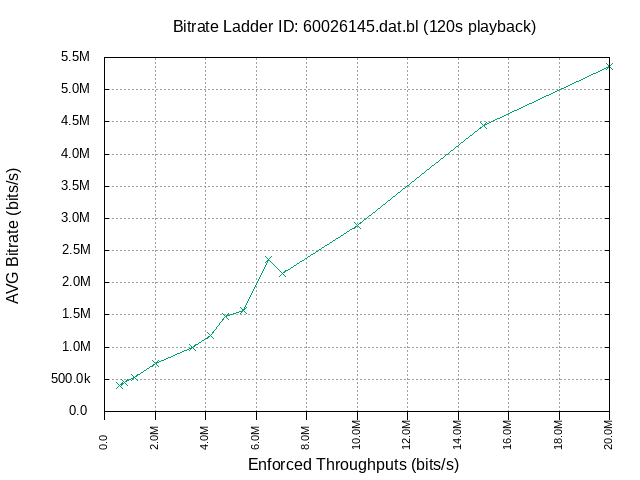 Bitrate Ladder ID: 60026145.dat.bl (120s playback)
5.5M
5.0M
4.5M
4.0M
3.5M
3.0M
2.5M
2.0M
1.5M
1.0M
500.0k
0.0
AVG Bitrate (bits/s)
0.0
2.0M
4.0M
6.0M
8.0M
10.0M
12.0M
14.0M
16.0M
18.0M
20.0M
Enforced Throughputs (bits/s)